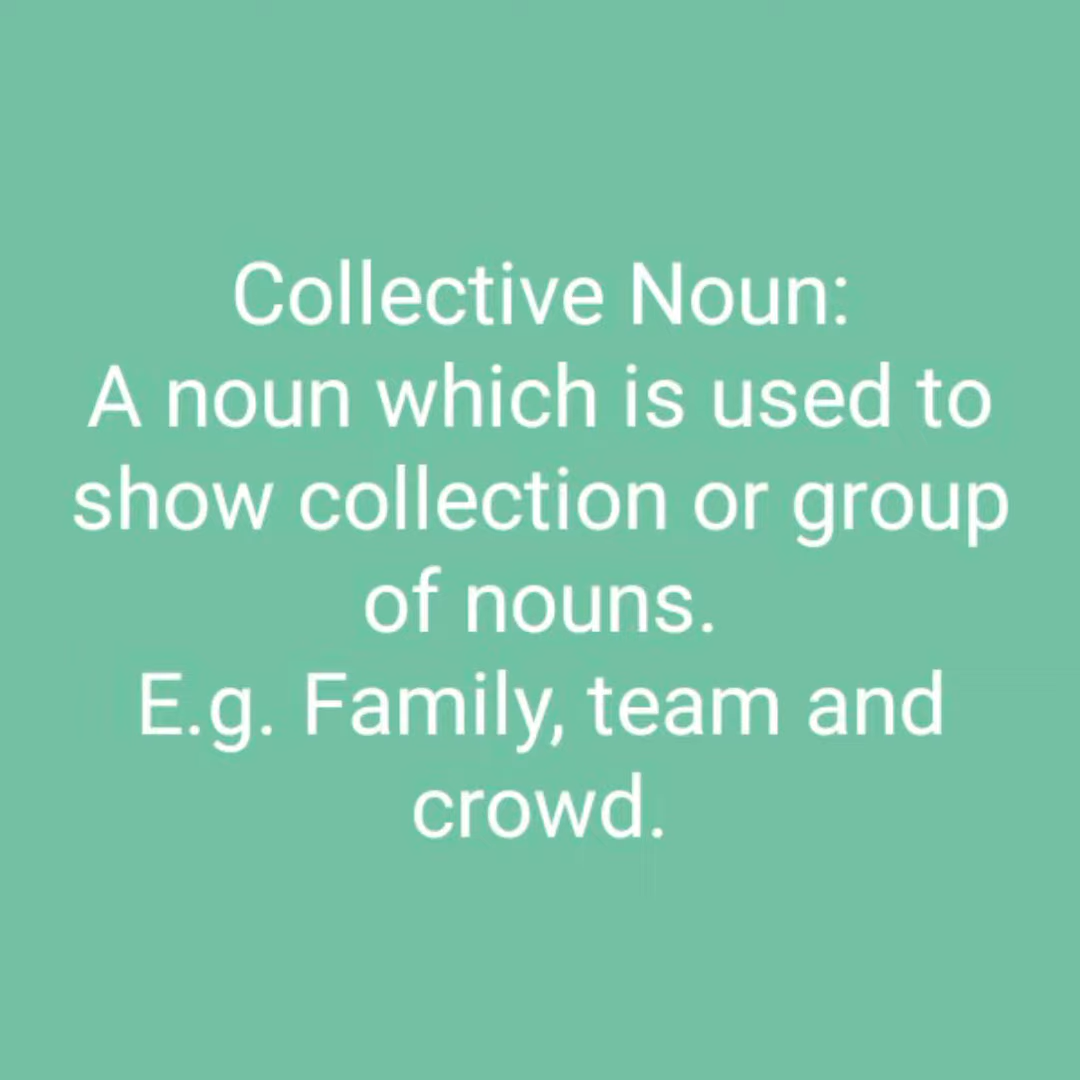 Collective Noun:
A noun which is used to
show collection or group
of nouns.
E.g. Family, team and
crowd.